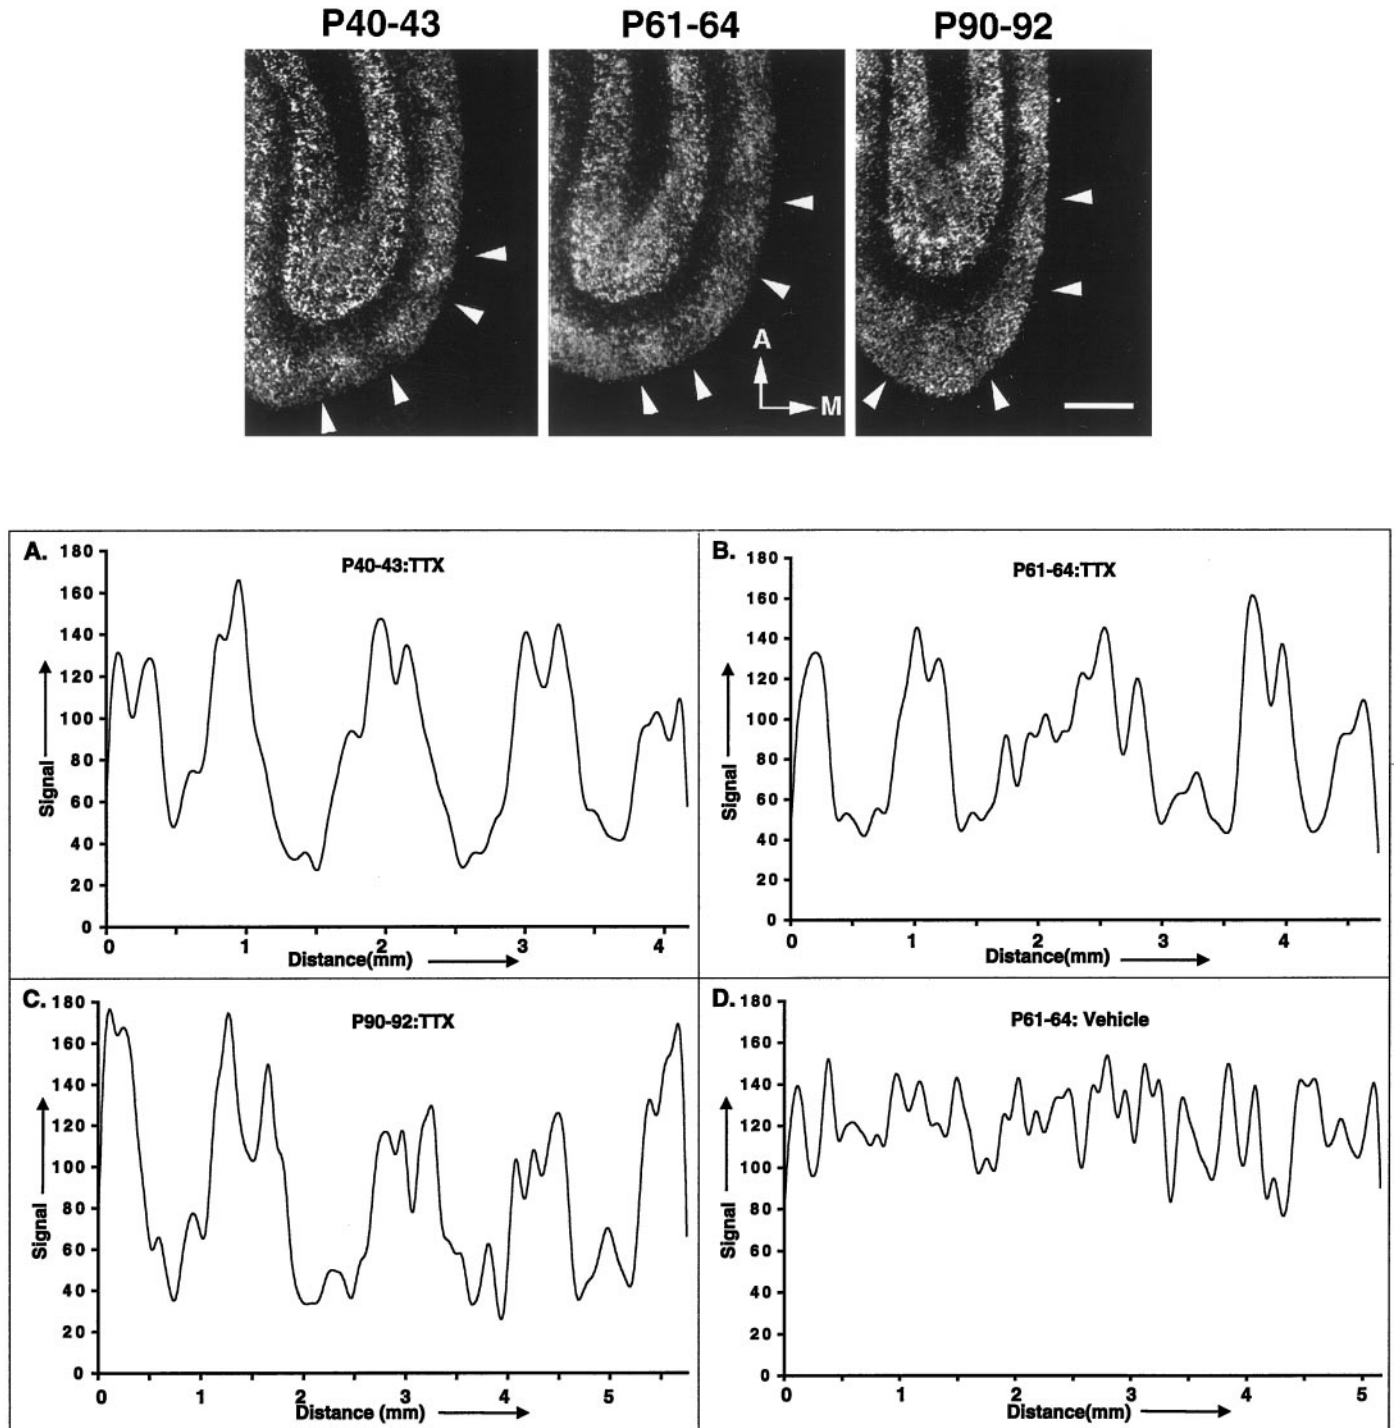 P40-43 P61-64 P90-92
A
M
A. P40-43:TTX
180
160
140
120
100
80
60
40
20
0
Signal
0 1 2 3 4
Distance(mm)
B. P61-64:TTX
180
160
140
120
100
80
60
40
20
0
Signal
0 1 2 3 4
Distance(mm)
C. P90-92:TTX
180
160
140
120
100
80
60
40
20
0
Signal
0 1 2 3 4 5
Distance (mm)
D. P61-64: Vehicle
180
160
140
120
100
80
60
40
20
0
Signal
0 1 2 3 4 5
Distance(mm)